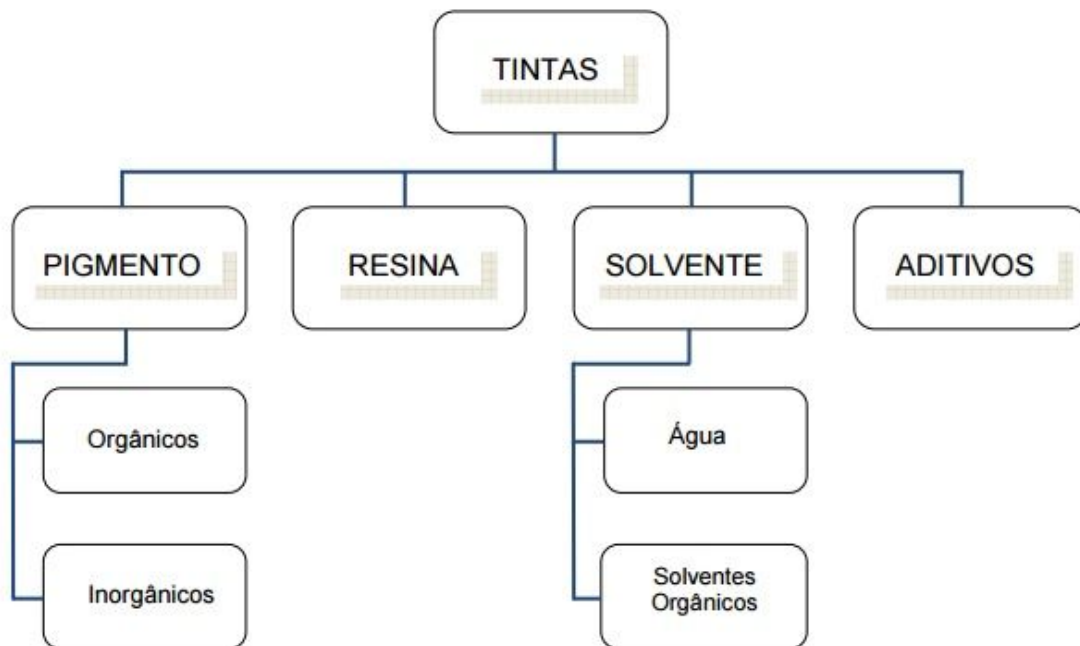 TINTAS
PIGMENTO
RESINA
SOLVENTE
ADITIVOS
Orgânicos
Água
Inorgânicos
Solventes
Orgânicos